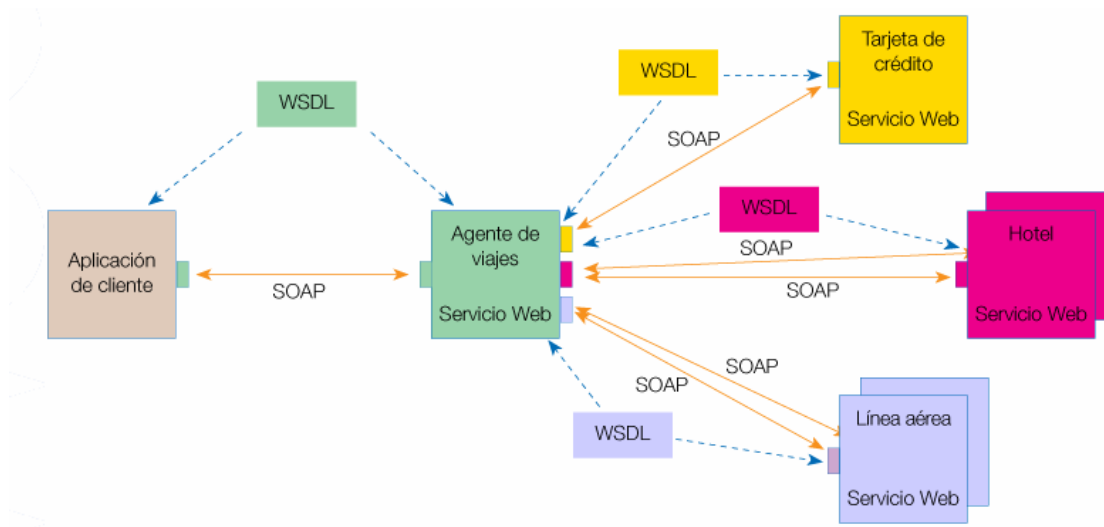 Tarjeta de
crédito
Servicio Web
WSDL
WSDL
SOAP
WSDL
Aplicación
de cliente
SOAP
Agente de
viajes
Servicio Web
SOAP
SOAP
Hotel
Servicio Web
SOAP
SOAP
WSDL
Línea aérea
Servicio Web